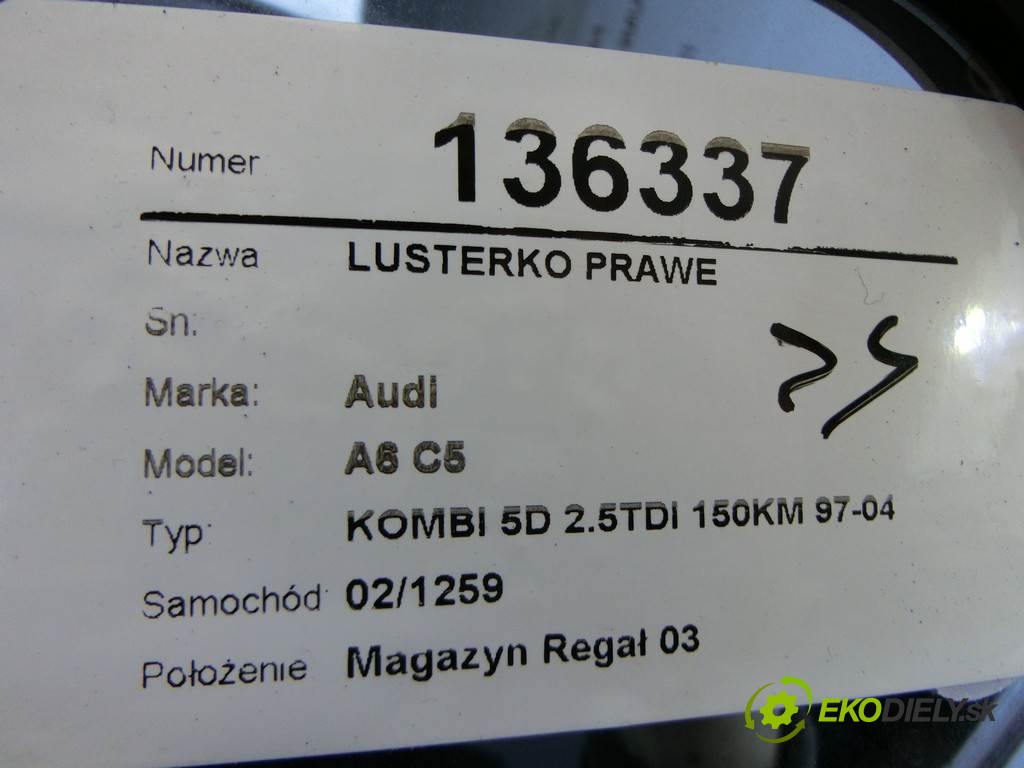 Numer 136337
Nazwa LUSTERKO PRAWE
Sn:
Marka: Audi
Model: A6 C5
Typ: KOMBI 5D 2.5TDI 150KM 97-04
Samochód 02/1259
Położenie Magazyn Regał 03
EKODIELY.sk